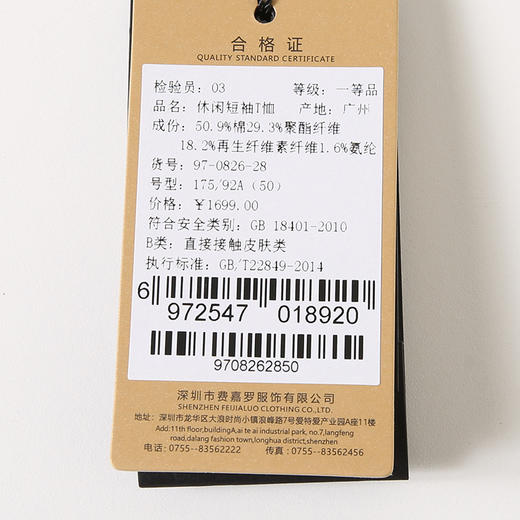 合格证
QUALITY STANDARD CERTIFICATE
检验员：03 等级：一等品
品名：休闲短袖T恤 产地：广州
成份：50.9%棉29.3%聚酯纤维
18.2%再生纤维素纤维1.6%氨纶
货号：97-0826-28
号型：175/92A（50）
价格：￥1699.00
符合安全类别：GB 18401-2010
B类：直接接触皮肤类
执行标准：GB/T22849-2014
6 972547 018920
9708262850
深圳市费嘉罗服饰有限公司
SHENZHEN FEIJIALUO CLOTHING CO.,LTD.
地址：深圳市龙华区大浪时尚小镇浪峰路7号爱特爱产业园A座11楼
Add:11th floor,buildingA,ai te ai industrial park, no.7,langfeng
road,dalang fashion town,longhua district,shenzhen
电话：0755--83562222 传真：0755--83562456